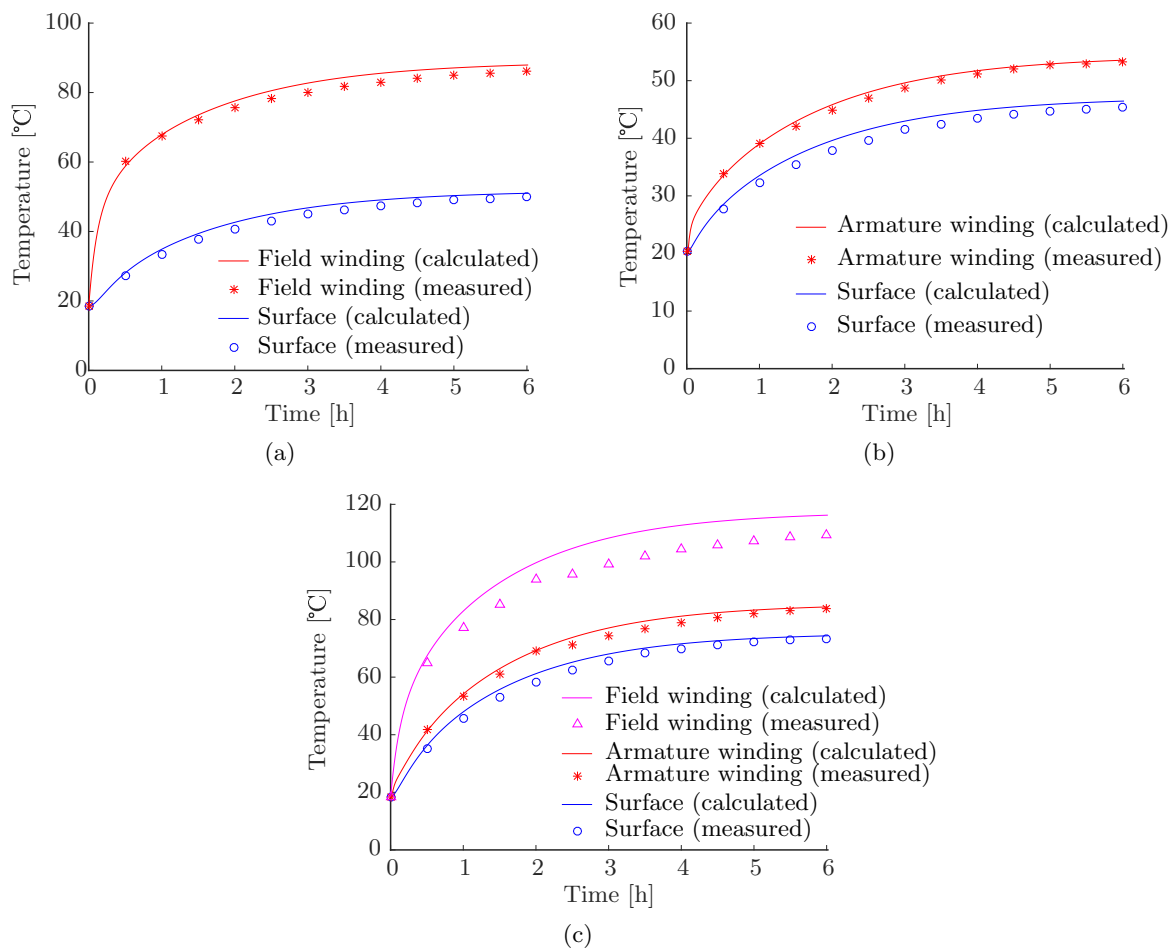 100
80
60
40
20
0
Temperature [℃]
Field winding (calculated)
Field winding (measured)
Surface (calculated)
Surface (measured)
0 1 2 3 4 5 6
Time [h]
(a)
60
50
40
30
20
10
0
Temperature [℃]
Armature winding (calculated)
Armature winding (measured)
Surface (calculated)
Surface (measured)
0 1 2 3 4 5 6
Time [h]
(b)
120
100
80
60
40
20
0
Temperature [℃]
Field winding (calculated)
Field winding (measured)
Armature winding (calculated)
Armature winding (measured)
Surface (calculated)
Surface (measured)
0 1 2 3 4 5 6
Time [h]
(c)